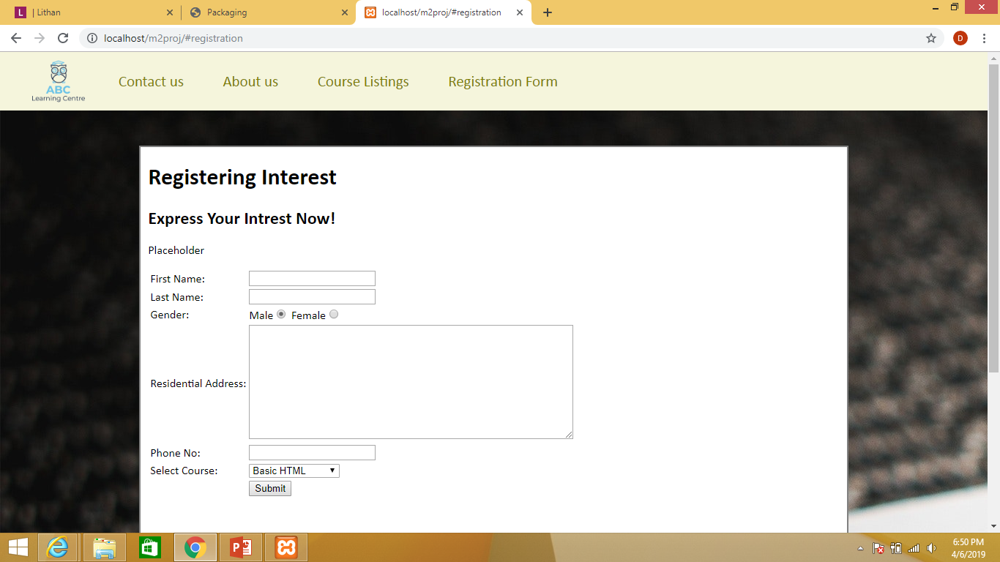 L | Lithan
Packaging
localhost/m2proj/#registration
localhost/m2proj/#registration
D
ABC
Learning Centre
Contact us
About us
Course Listings
Registration Form
Registering Interest
Express Your Intrest Now!
Placeholder
First Name:
Last Name:
Gender:
Male Female
Residential Address:
Phone No:
Select Course:
Basic HTML
Submit
6:50 PM
4/6/2019